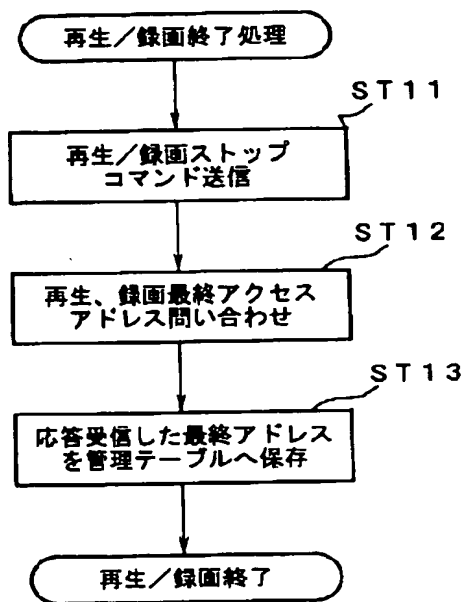 再生／録画終了処理
ST11
再生／録画ストップ
コマンド送信
ST12
再生、録画最終アクセス
アドレス問い合わせ
ST13
応答受信した最終アドレス
を管理テーブルへ保存
再生／録画終了